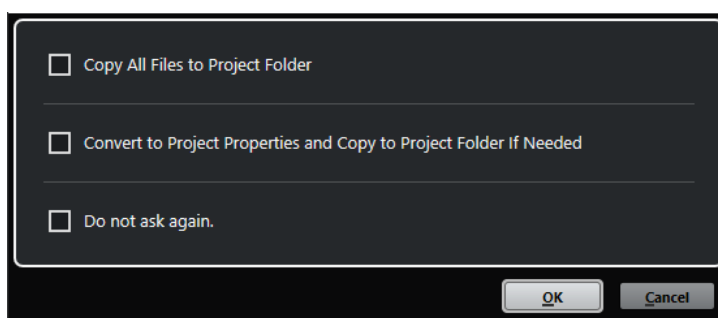 Copy All Files to Project Folder
Convert to Project Properties and Copy to Project Folder If Needed
Do not ask again.
OK
Cancel